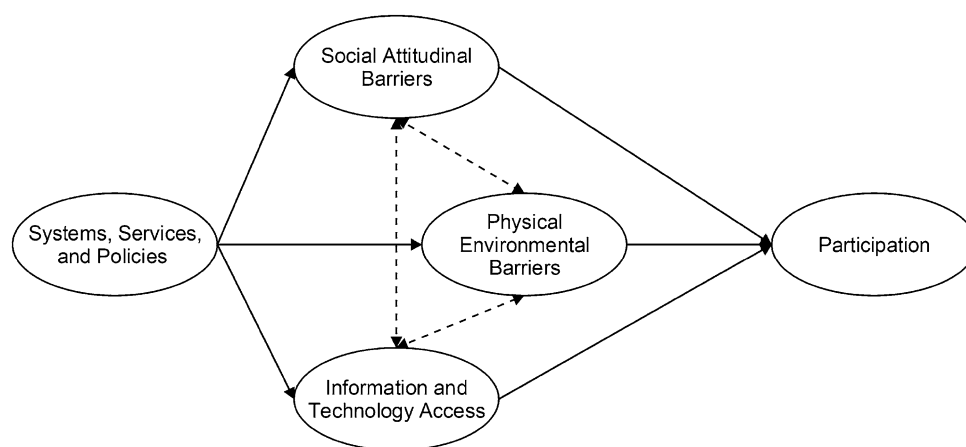 Social Attitudinal
Barriers
Systems, Services,
and Policies
Physical
Environmental
Barriers
Participation
Information and
Technology Access